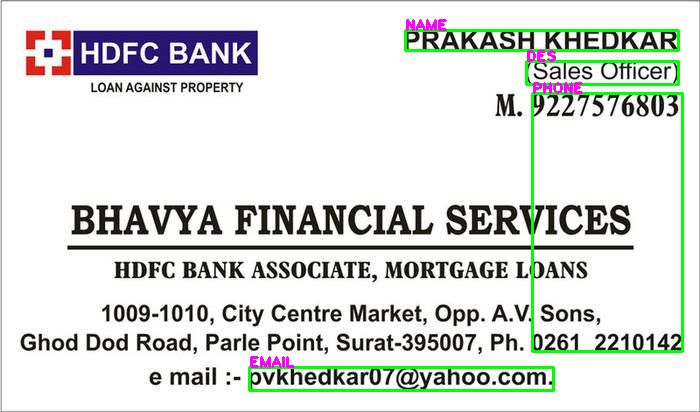 HDFC BANK
LOAN AGAINST PROPERTY
NAME
PRAKASH KHEDKAR
DES
(Sales Officer)
PHONE
M. 9227576803
BHAVYA FINANCIAL SERVICES
HDFC BANK ASSOCIATE, MORTGAGE LOANS
1009-1010, City Centre Market, Opp. A.V. Sons,
Ghod Dod Road, Parle Point, Surat-395007, Ph. 0261 2210142
EMAIL
e mail :- pvkhedkar07@yahoo.com.